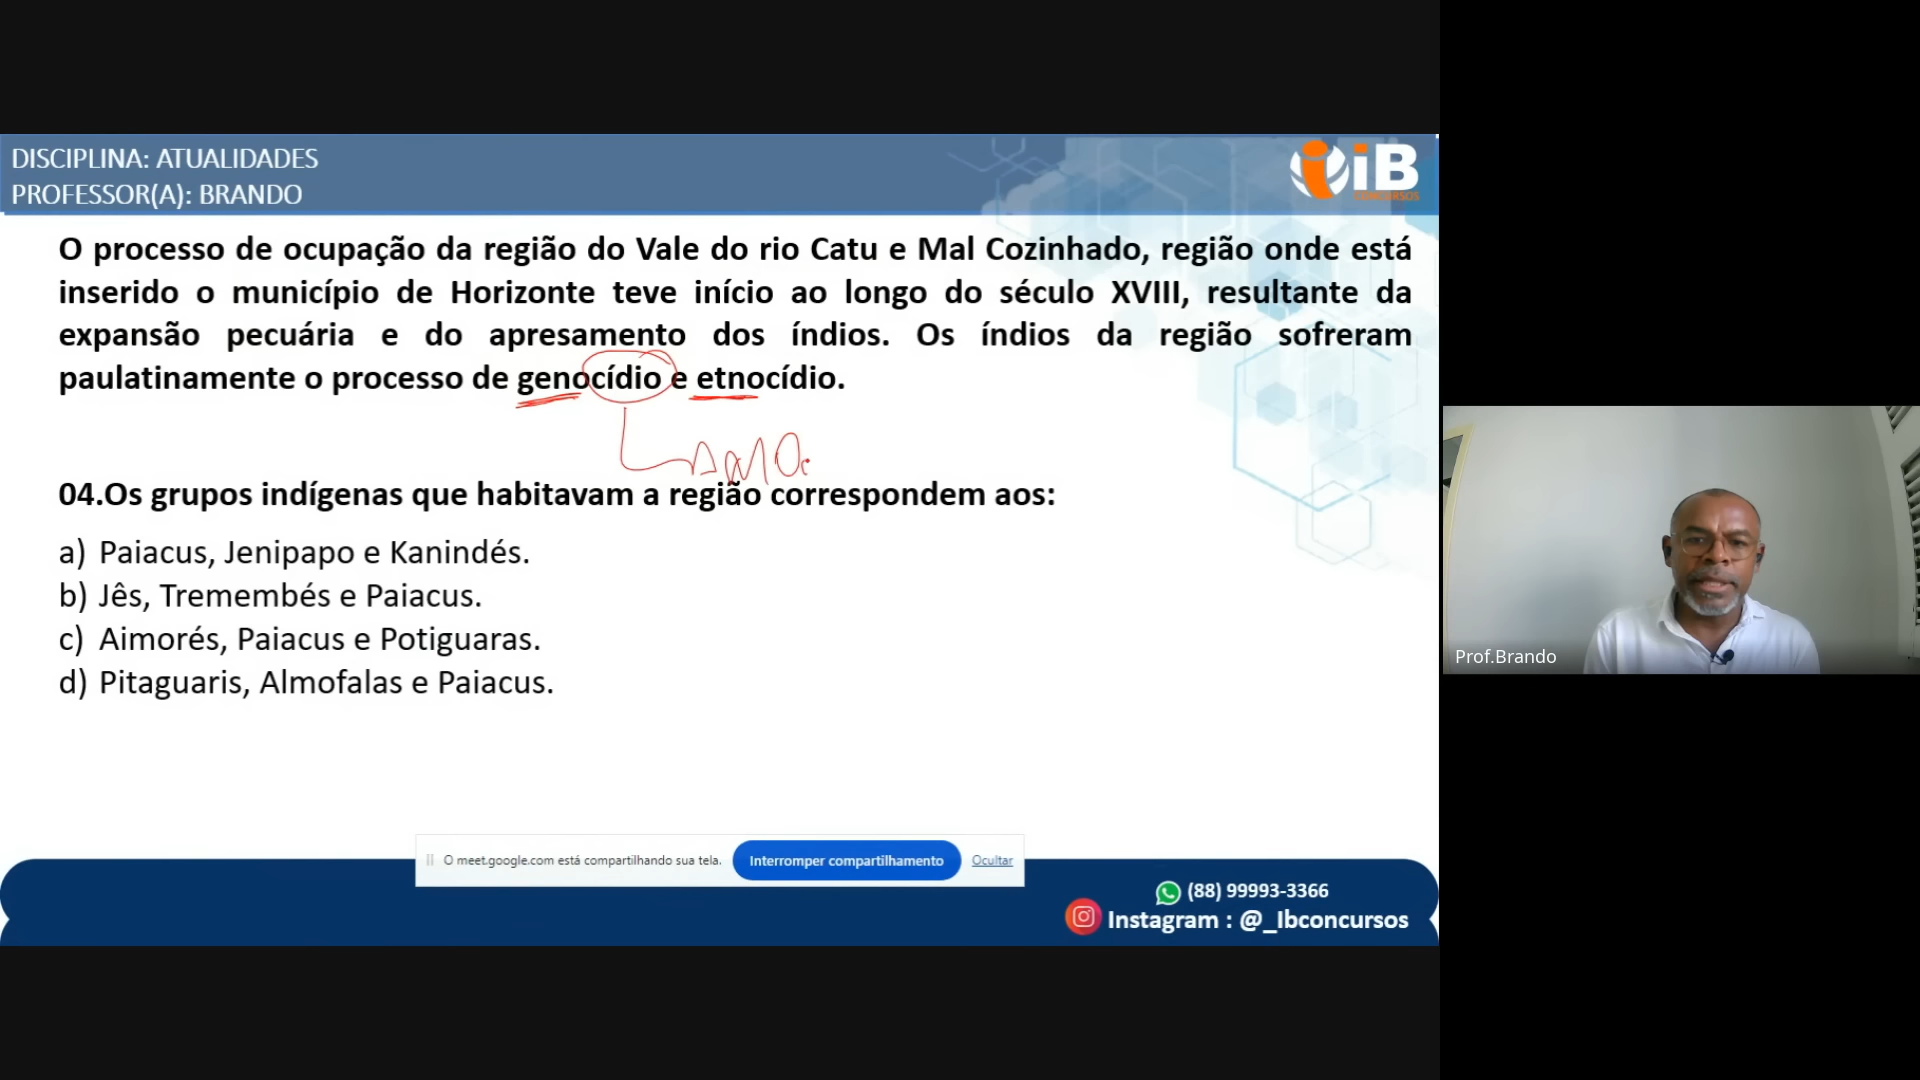 DISCIPLINA: ATUALIDADES
PROFESSOR(A): BRANDO
iB
CONCURSOS
O processo de ocupação da região do Vale do rio Catu e Mal Cozinhado, região onde está
inserido o município de Horizonte teve início ao longo do século XVIII, resultante da
expansão pecuária e do apresamento dos índios. Os índios da região sofreram
paulatinamente o processo de genocídio e etnocídio.
04.Os grupos indígenas que habitavam a região correspondem aos:
a) Paiacus, Jenipapo e Kanindés.
b) Jês, Tremembés e Paiacus.
c) Aimorés, Paiacus e Potiguaras.
d) Pitaguaris, Almofalas e Paiacus.
Prof.Brando
O meet.google.com está compartilhando sua tela.
Interromper compartilhamento
Ocultar
(88) 99993-3366
Instagram : @_Ibconcursos